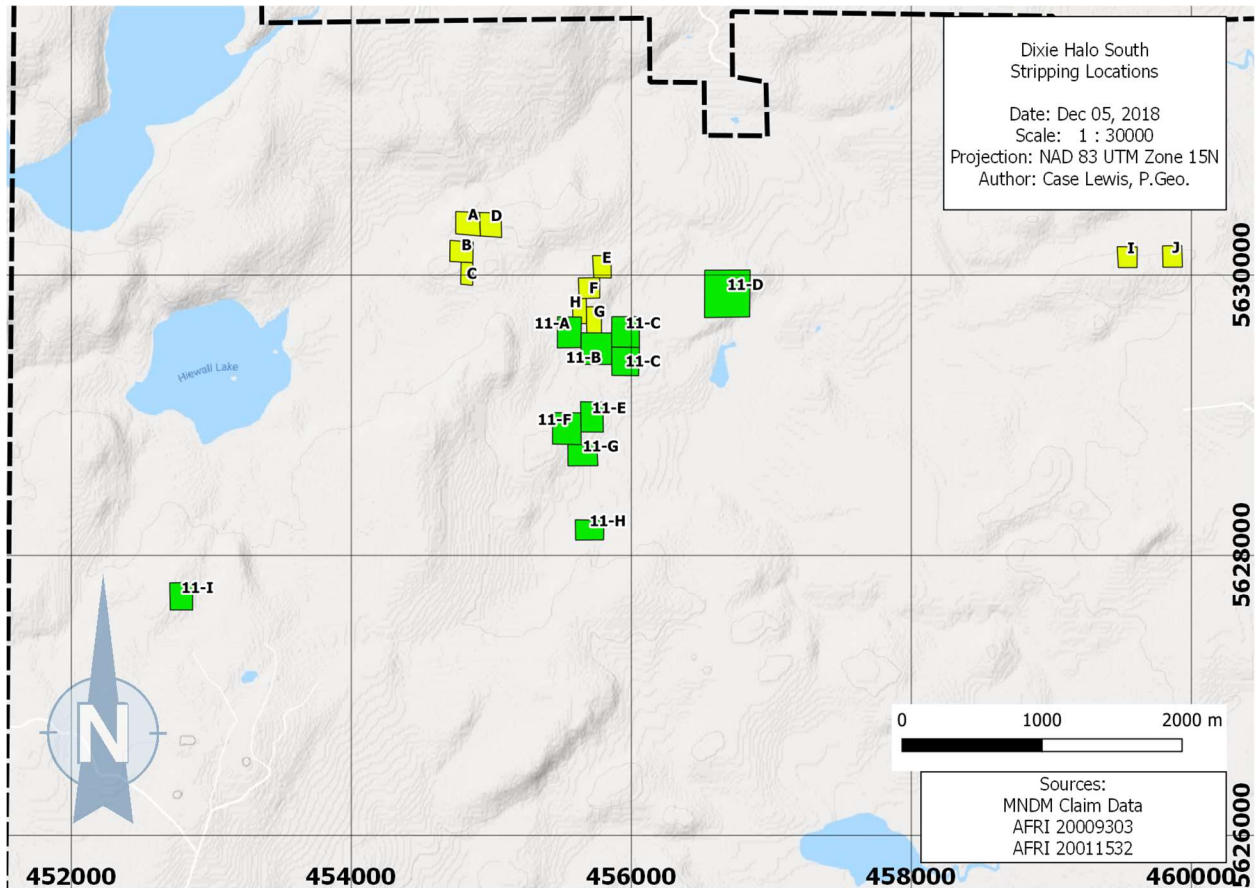 Dixie Halo South
Stripping Locations
Date: Dec 05, 2018
Scale: 1 : 30000
Projection: NAD 83 UTM Zone 15N
Author: Case Lewis, P.Geo.
A
D
B
C
E
F
H
G
I
J
5630000
11-D
11-A
11-C
11-B
11-C
Hiewall Lake
11-E
11-F
11-G
11-H
5628000
11-I
N
0 1000 2000 m
Sources:
MNDM Claim Data
AFRI 20009303
AFRI 20011532
5626000
452000
454000
456000
458000
460000